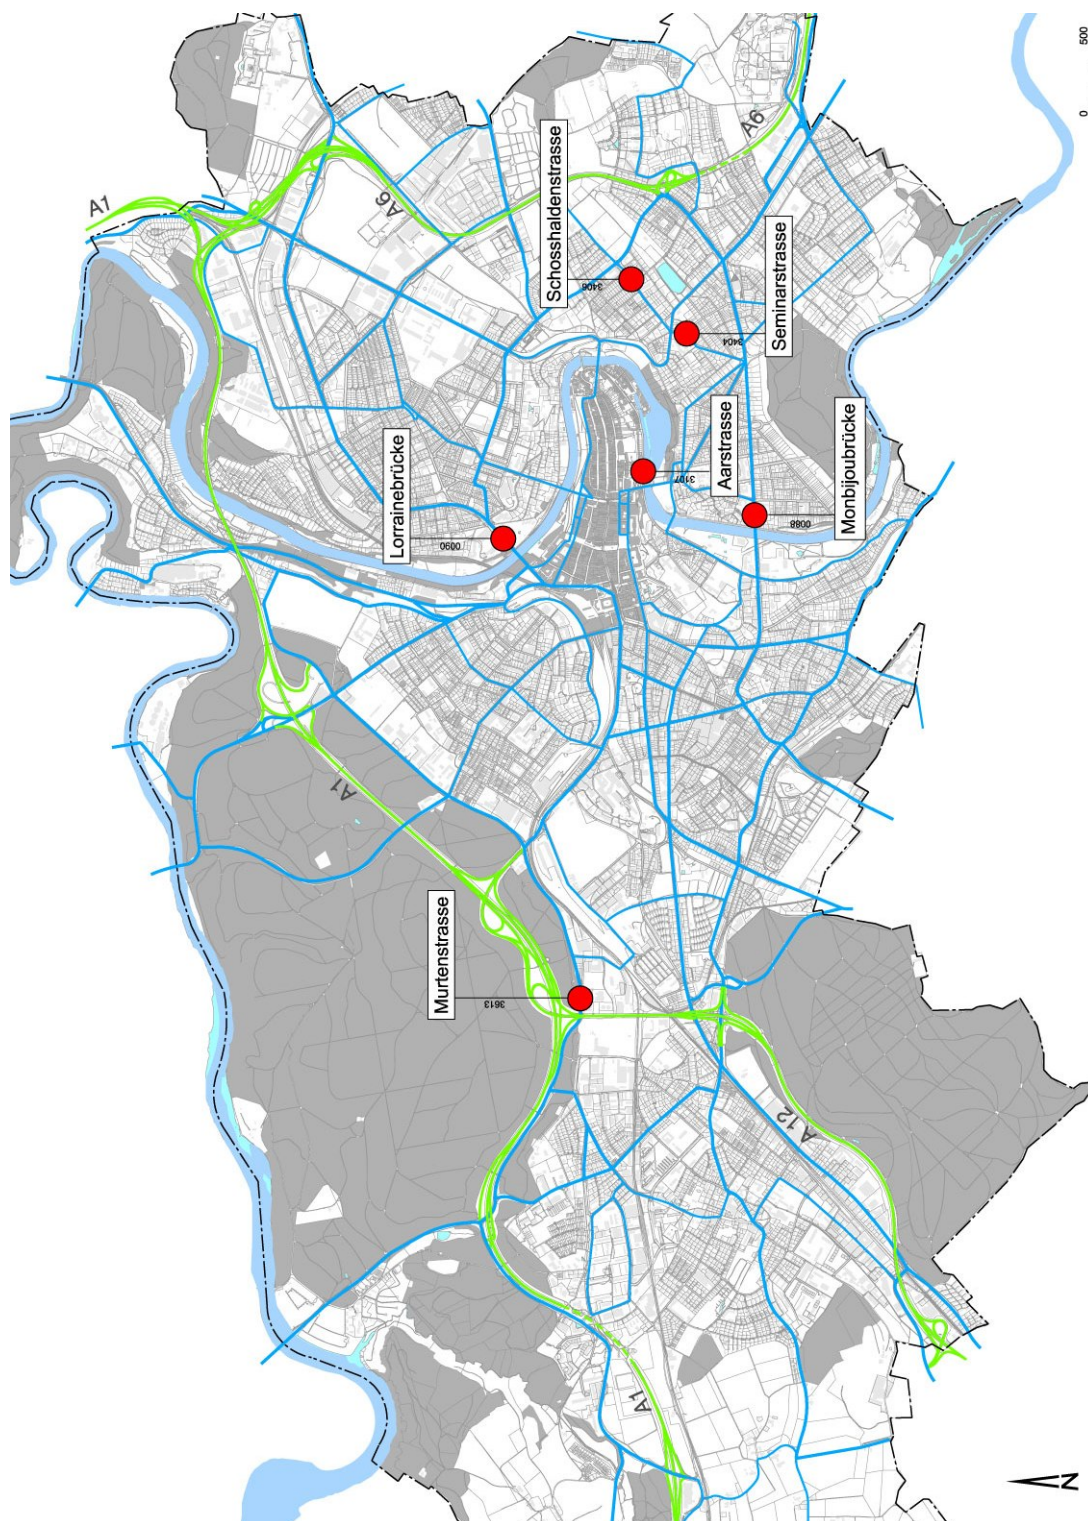 A1
A6
Schosshaldenstrasse
3406
A6
Seminarstrasse
3404
Lorrainebrücke
0090
Aarstrasse
3107
Monbijoubrücke
0088
A1
Murtenstrasse
3613
A12
A1
N
0 500